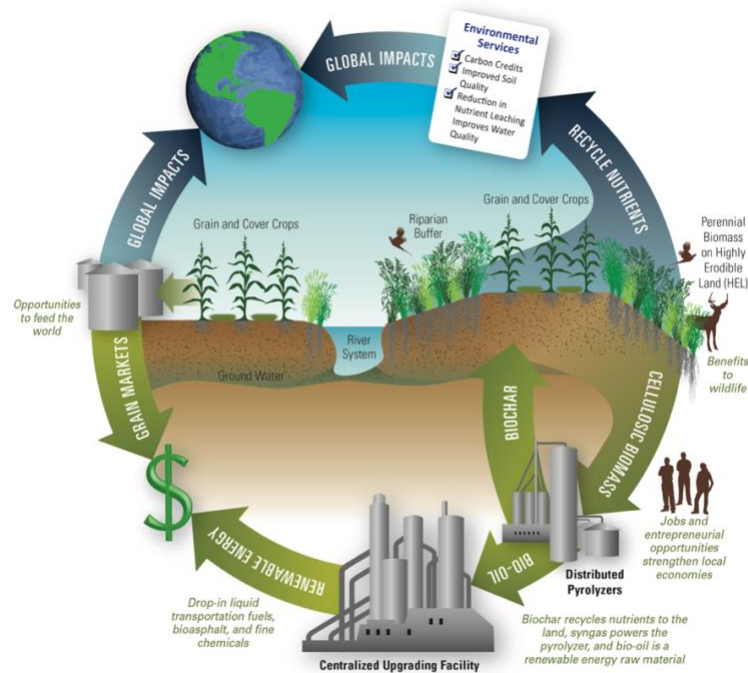 Environmental
Services
Carbon Credits
Improved Soil
Quality
Reduction in
Nutrient Leaching
Improves Water
Quality
GLOBAL IMPACTS
RECYCLE NUTRIENTS
GLOBAL IMPACTS
Grain and Cover Crops
Riparian
Buffer
Grain and Cover Crops
Perennial
Biomass
on Highly
Erodible
Land (HEL)
Opportunities
to feed the
world
River
System
Ground Water
Benefits
to
wildlife
GRAIN MARKETS
BIOCHAR
CELLULOSIC BIOMASS
$
Jobs and
entrepreneurial
opportunities
strengthen local
economies
RENEWABLE ENERGY
BIO-OIL
Distributed
Pyrolyzers
Drop-in liquid
transportation fuels,
bioasphalt, and fine
chemicals
Biochar recycles nutrients to the
land, syngas powers the
pyrolyzer, and bio-oil is a
renewable energy raw material
Centralized Upgrading Facility